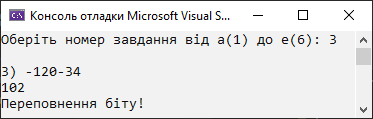 Консоль отладки Microsoft Visual S...
Оберіть номер завдання від а(1) до е(6): 3
3) -120-34
102
Переповнення біту!